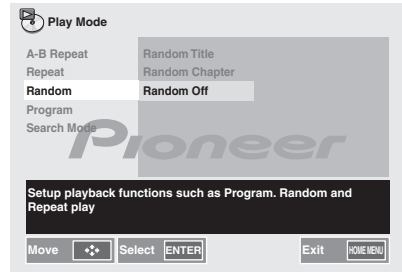 Play Mode
A-B Repeat
Random Title
Repeat
Random Chapter
Random
Random Off
Program
Search Mode
Pioneer
Setup playback functions such as Program. Random and
Repeat play
Move
Select ENTER
Exit HOME MENU